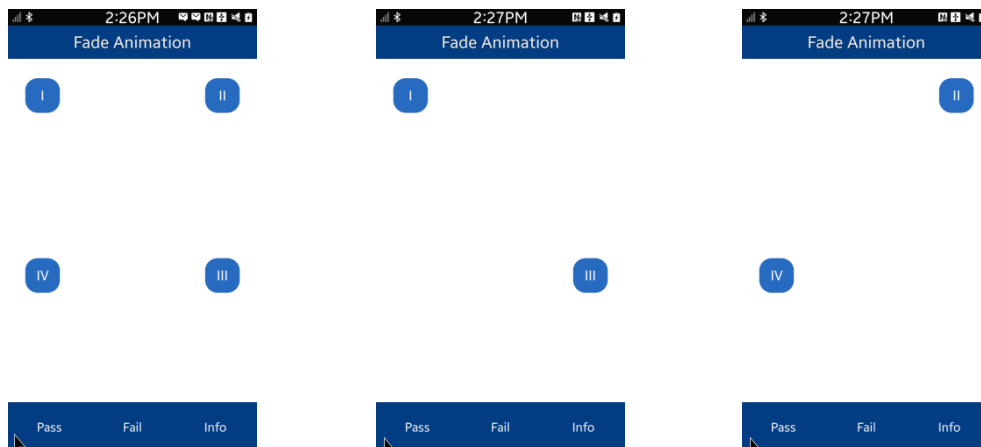 2:26PM
Fade Animation
I II
IV III
Pass Fail Info
2:27PM
Fade Animation
I
III
Pass Fail Info
2:27PM
Fade Animation
II
IV
Pass Fail Info